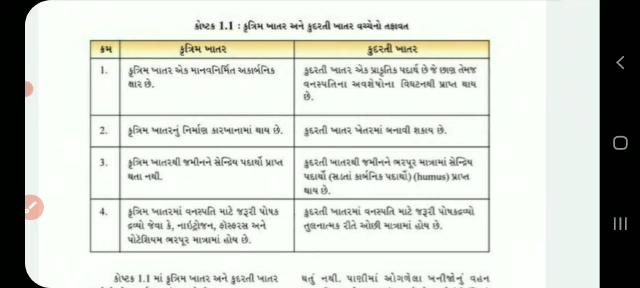 કોષ્ટક 1.1 : કૃત્રિમ ખાતર અને કુદરતી ખાતર વચ્ચેનો તફાવત
ક્રમ
કૃત્રિમ ખાતર
કુદરતી ખાતર
1.
કૃત્રિમ ખાતર એક માનવનિર્મિત અકાર્બનિક
ક્ષાર છે.
કુદરતી ખાતર એક પ્રાકૃતિક પદાર્થ છે જે છાણ તેમજ
વનસ્પતિના અવશેષોના વિઘટનથી પ્રાપ્ત થાય
છે.
2.
કૃત્રિમ ખાતરનું નિર્માણ કારખાનામાં થાય છે.
કુદરતી ખાતર ખેતરમાં બનાવી શકાય છે.
3.
કૃત્રિમ ખાતરથી જમીનને સેન્દ્રિય પદાર્થો પ્રાપ્ત
થતા નથી.
કુદરતી ખાતરથી જમીનને ભરપૂર માત્રામાં સેન્દ્રિય
પદાર્થો (સડતાં કાર્બનિક પદાર્થો) (humus) પ્રાપ્ત
થાય છે.
4.
કૃત્રિમ ખાતરમાં વનસ્પતિ માટે જરૂરી પોષક
દ્રવ્યો જેવા કે, નાઇટ્રોજન, ફૉસ્ફરસ અને
પોટેશિયમ ભરપૂર માત્રામાં હોય છે.
કુદરતી ખાતરમાં વનસ્પતિ માટે જરૂરી પોષકદ્રવ્યો
તુલનાત્મક રીતે ઓછી માત્રામાં હોય છે.
કોષ્ટક 1.1 માં કૃત્રિમ ખાતર અને કુદરતી ખાતર
થતું નથી. પાણીમાં ઓગળેલા ખનીજોનું વહન